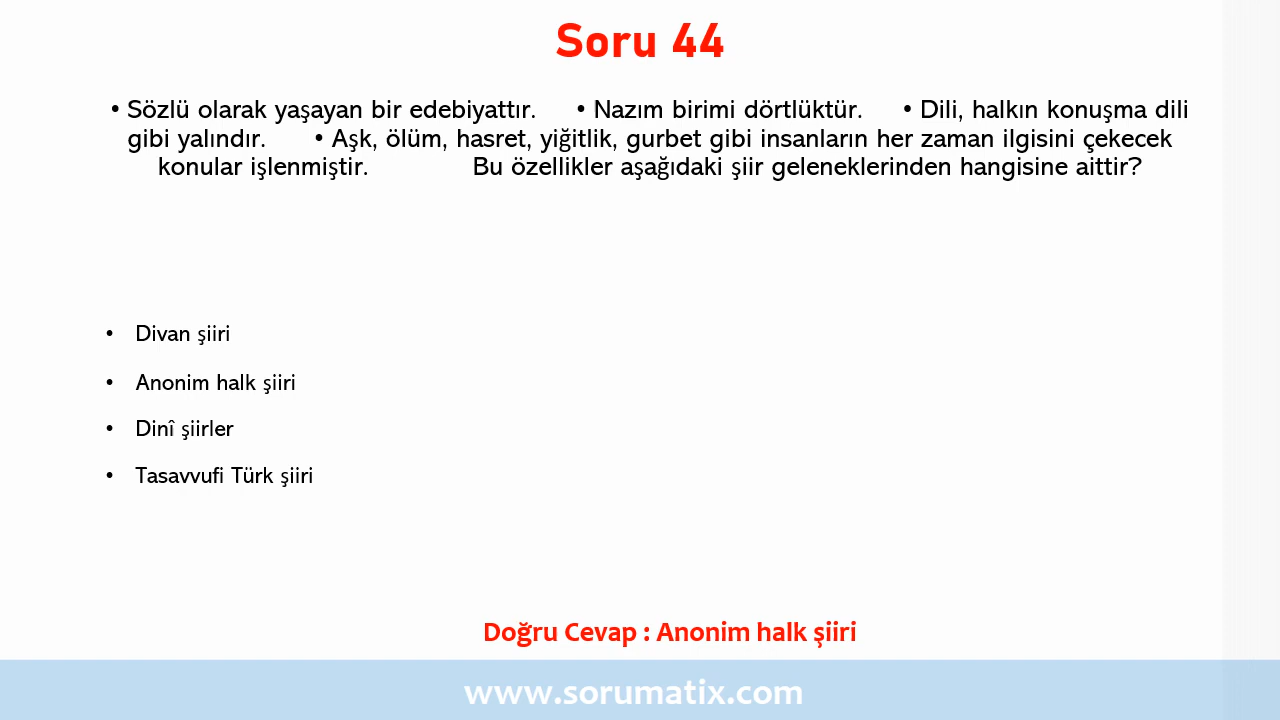 Soru 44
• Sözlü olarak yaşayan bir edebiyattır. • Nazım birimi dörtlüktür. • Dili, halkın konuşma dili
gibi yalındır. • Aşk, ölüm, hasret, yiğitlik, gurbet gibi insanların her zaman ilgisini çekecek
konular işlenmiştir. Bu özellikler aşağıdaki şiir geleneklerinden hangisine aittir?
• Divan şiiri
• Anonim halk şiiri
• Dinî şiirler
• Tasavvufi Türk şiiri
Doğru Cevap : Anonim halk şiiri
www.sorumatix.com